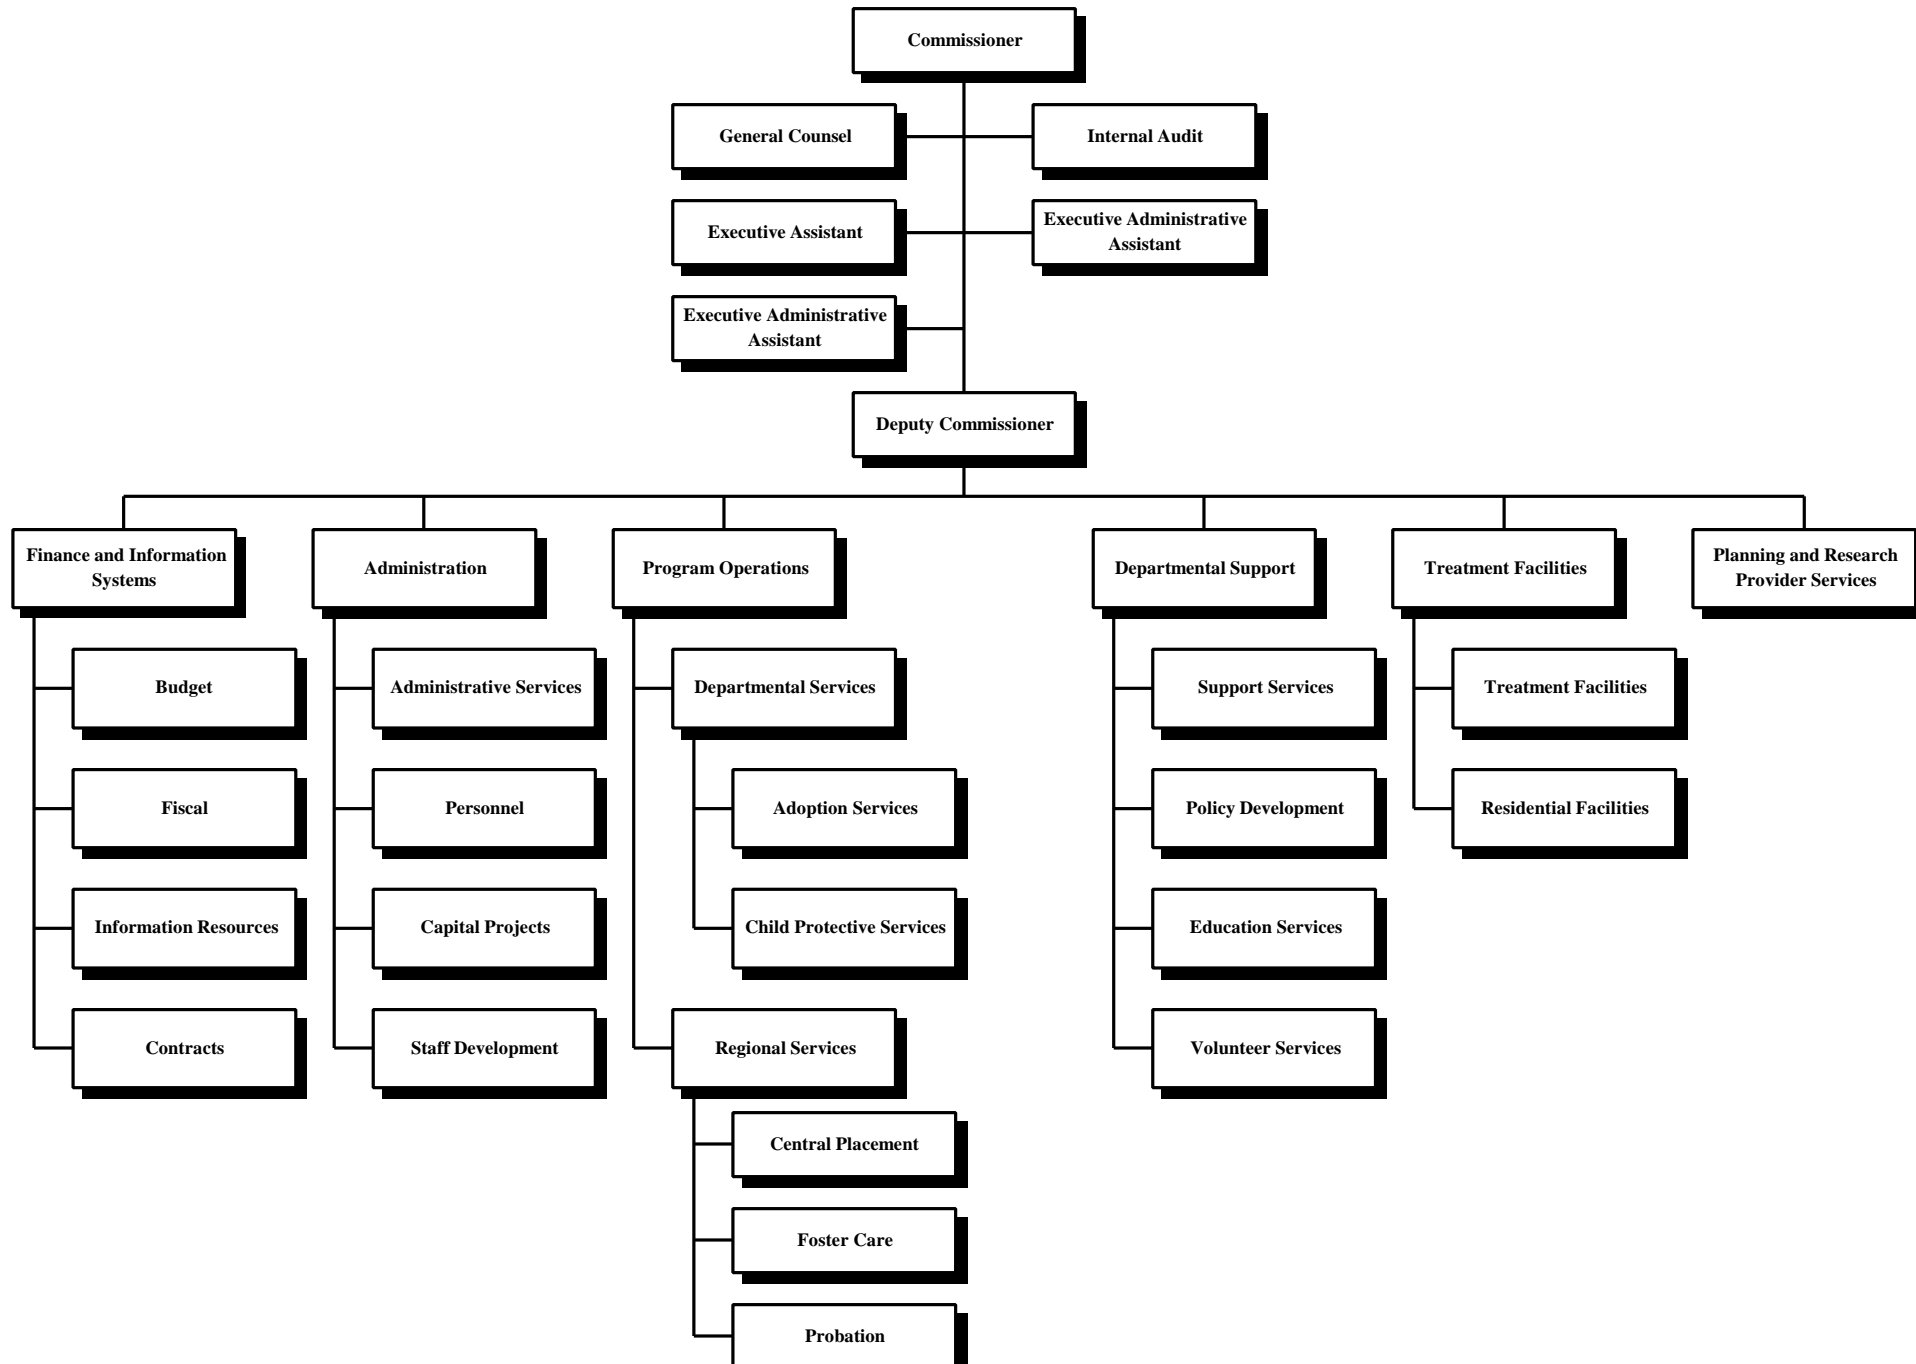 Commissioner
General Counsel
Internal Audit
Executive Assistant
Executive Administrative
Assistant
Executive Administrative
Assistant
Deputy Commissioner
Finance and Information
Systems
Administration
Program Operations
Departmental Support
Treatment Facilities
Planning and Research
Provider Services
Budget
Administrative Services
Departmental Services
Support Services
Treatment Facilities
Fiscal
Personnel
Adoption Services
Policy Development
Residential Facilities
Information Resources
Capital Projects
Child Protective Services
Education Services
Contracts
Staff Development
Regional Services
Volunteer Services
Central Placement
Foster Care
Probation